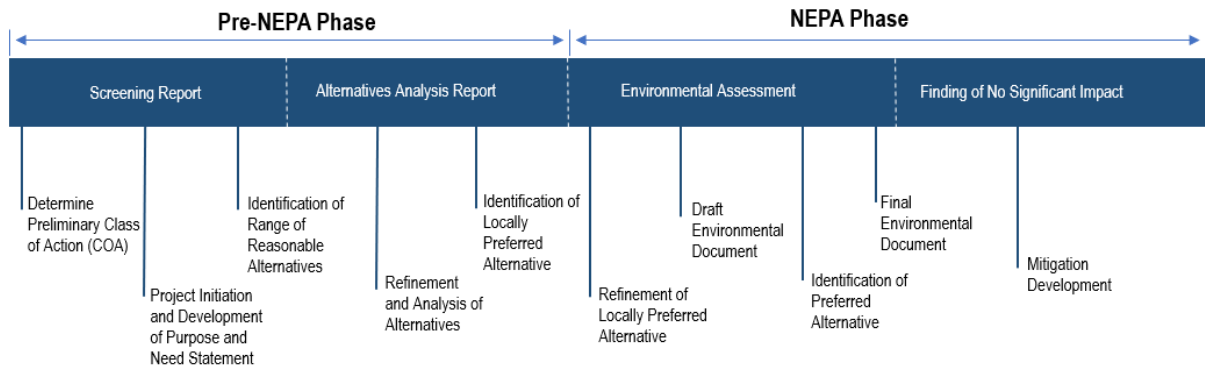 Pre-NEPA Phase
NEPA Phase
Screening Report
Alternatives Analysis Report
Environmental Assessment
Finding of No Significant Impact
Determine
Preliminary Class
of Action (COA)
Project Initiation
and Development
of Purpose and
Need Statement
Identification of
Range of
Reasonable
Alternatives
Refinement
and Analysis of
Alternatives
Identification of
Locally
Preferred
Alternative
Refinement of
Locally Preferred
Alternative
Draft
Environmental
Document
Identification of
Preferred
Alternative
Final
Environmental
Document
Mitigation
Development